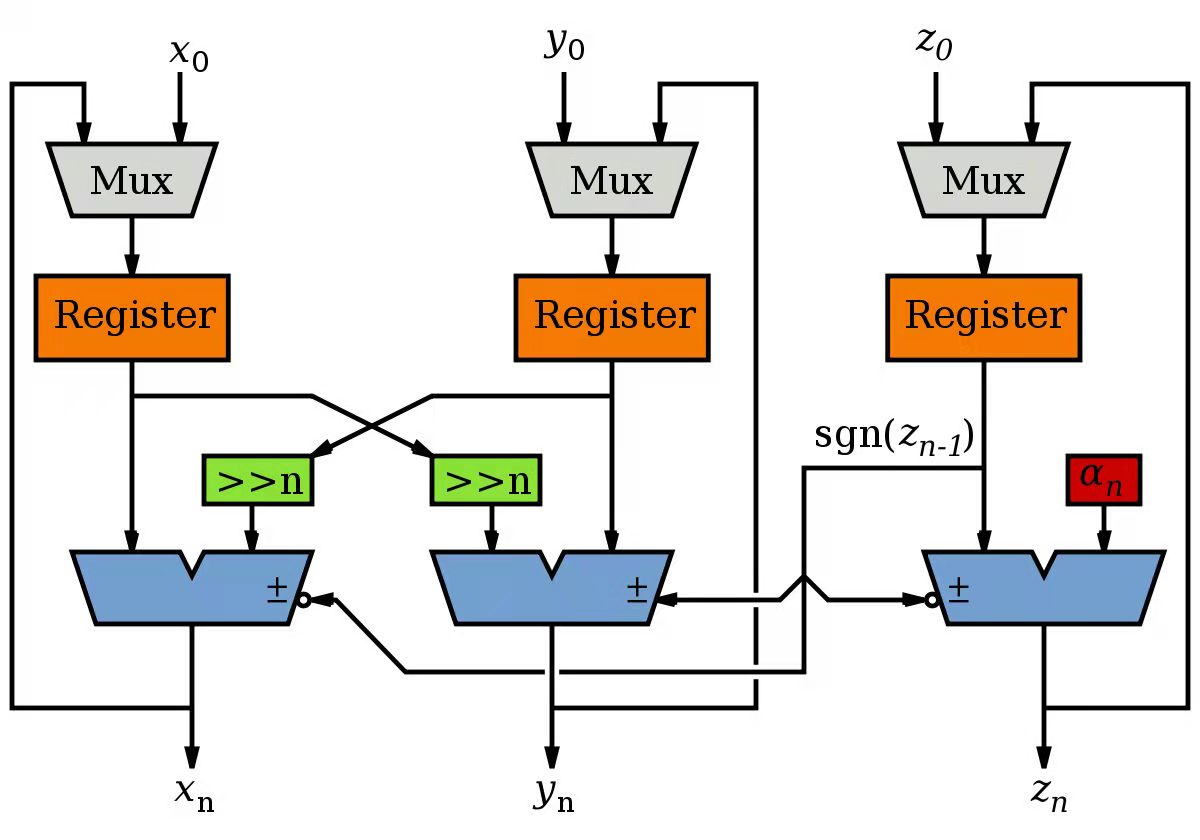 x0 y0 z0
Mux Mux Mux
Register Register Register
sgn(zn-1)
>>n >>n αn
± ± ±
xn yn zn